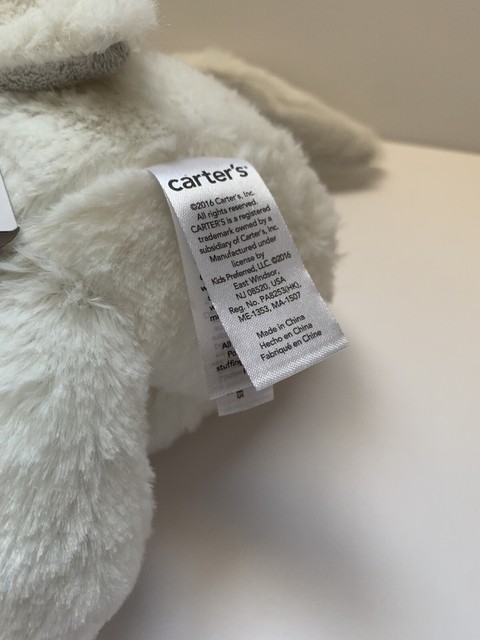 carter's®
©2016 Carter's, Inc.
All rights reserved.
CARTER'S is a registered
trademark owned by a
subsidiary of Carter's, Inc.
Manufactured under
license by
Kids Preferred, LLC. ©2016
East Windsor,
NJ 08520, USA
Reg. No. PA8253(HK),
ME-1353, MA-1507
Made in China
Hecho en China
Fabriqué en Chine